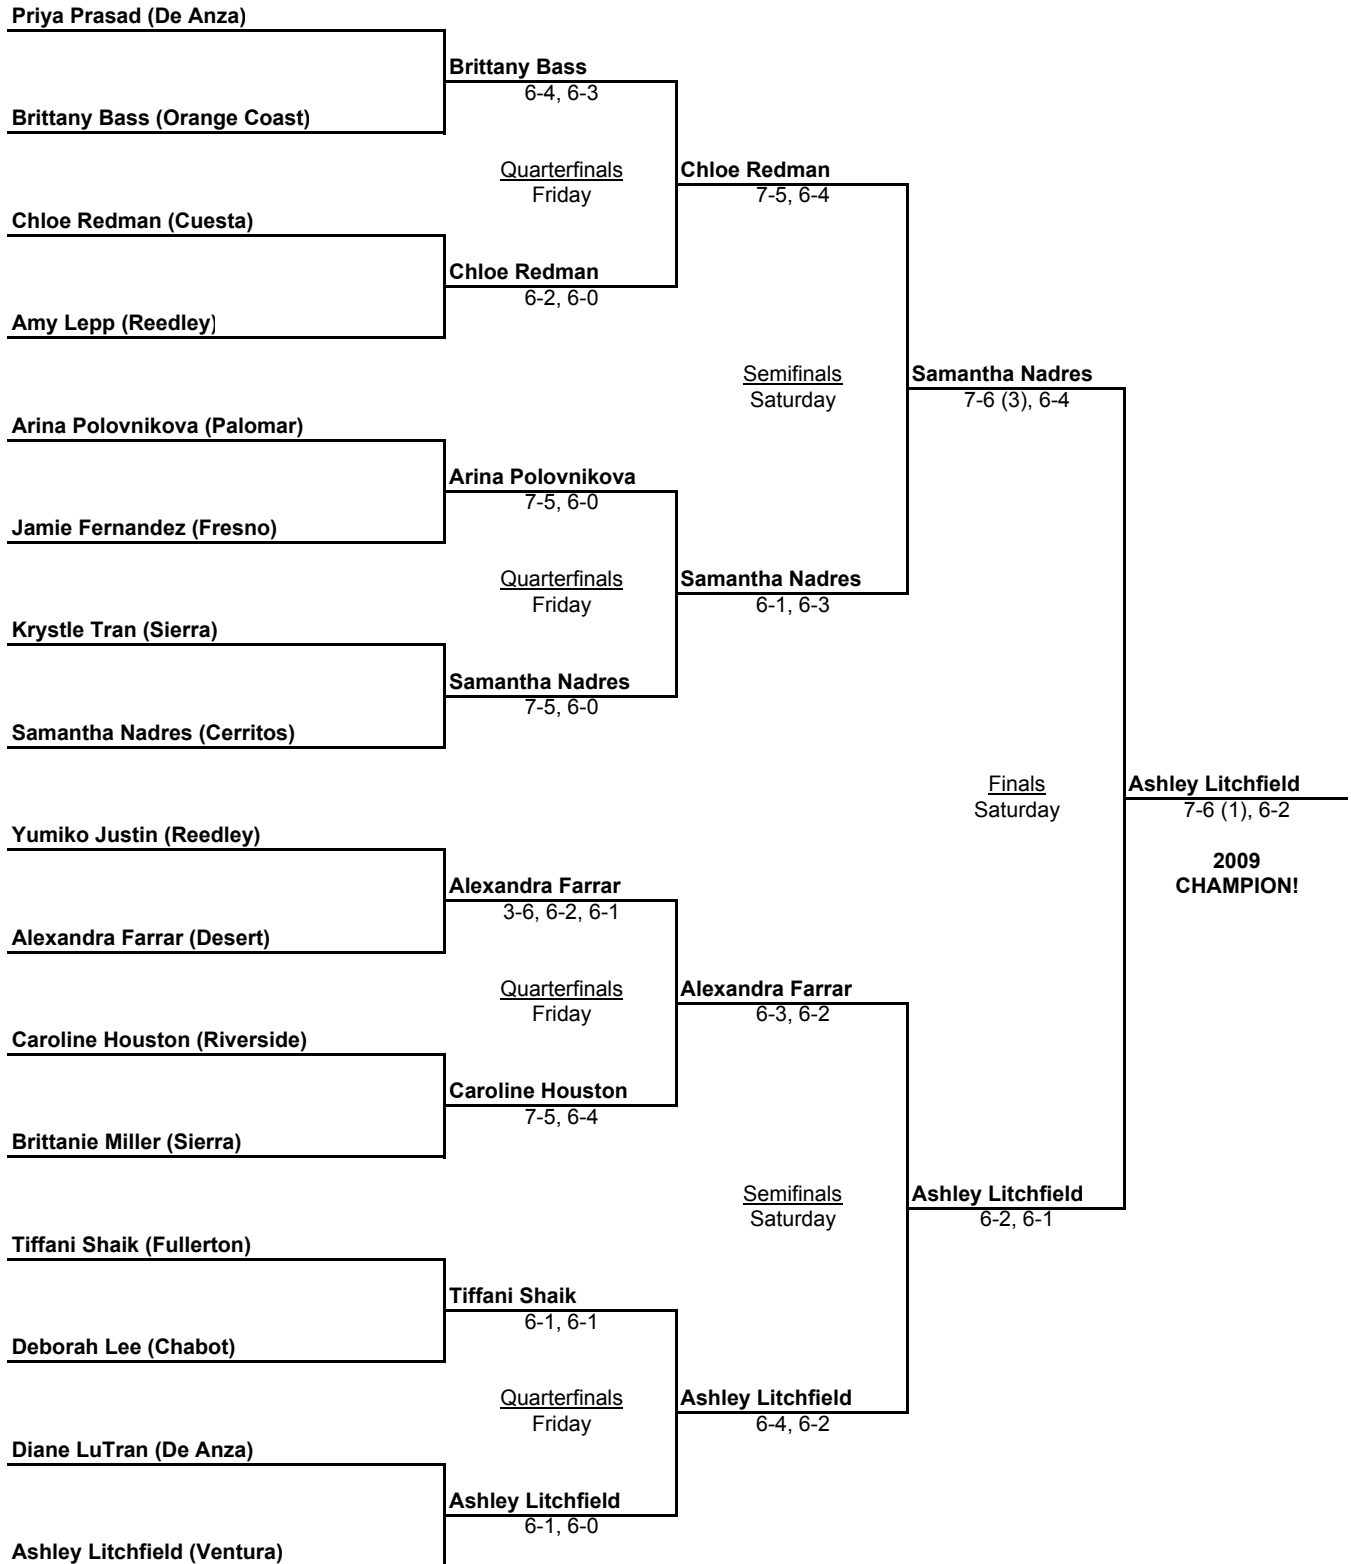 Priya Prasad (De Anza)
Brittany Bass
6-4, 6-3
Brittany Bass (Orange Coast)
Quarterfinals
Friday
Chloe Redman
7-5, 6-4
Chloe Redman (Cuesta)
Chloe Redman
6-2, 6-0
Amy Lepp (Reedley)
Semifinals
Saturday
Samantha Nadres
7-6 (3), 6-4
Arina Polovnikova (Palomar)
Arina Polovnikova
7-5, 6-0
Jamie Fernandez (Fresno)
Quarterfinals
Friday
Samantha Nadres
6-1, 6-3
Krystle Tran (Sierra)
Samantha Nadres
7-5, 6-0
Samantha Nadres (Cerritos)
Finals
Saturday
Ashley Litchfield
7-6 (1), 6-2
2009
CHAMPION!
Yumiko Justin (Reedley)
Alexandra Farrar
3-6, 6-2, 6-1
Alexandra Farrar (Desert)
Quarterfinals
Friday
Alexandra Farrar
6-3, 6-2
Caroline Houston (Riverside)
Caroline Houston
7-5, 6-4
Brittanie Miller (Sierra)
Semifinals
Saturday
Ashley Litchfield
6-2, 6-1
Tiffani Shaik (Fullerton)
Tiffani Shaik
6-1, 6-1
Deborah Lee (Chabot)
Quarterfinals
Friday
Ashley Litchfield
6-4, 6-2
Diane LuTran (De Anza)
Ashley Litchfield
6-1, 6-0
Ashley Litchfield (Ventura)